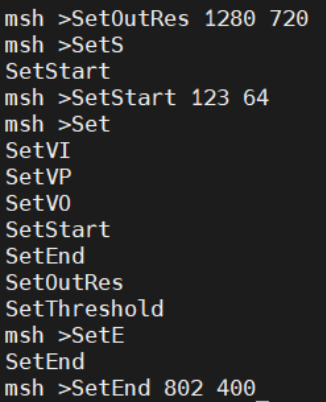 msh >SetOutRes 1280 720
msh >SetS
SetStart
msh >SetStart 123 64
msh >Set
SetVI
SetVP
SetVO
SetStart
SetEnd
SetOutRes
SetThreshold
msh >SetE
SetEnd
msh >SetEnd 802 400_